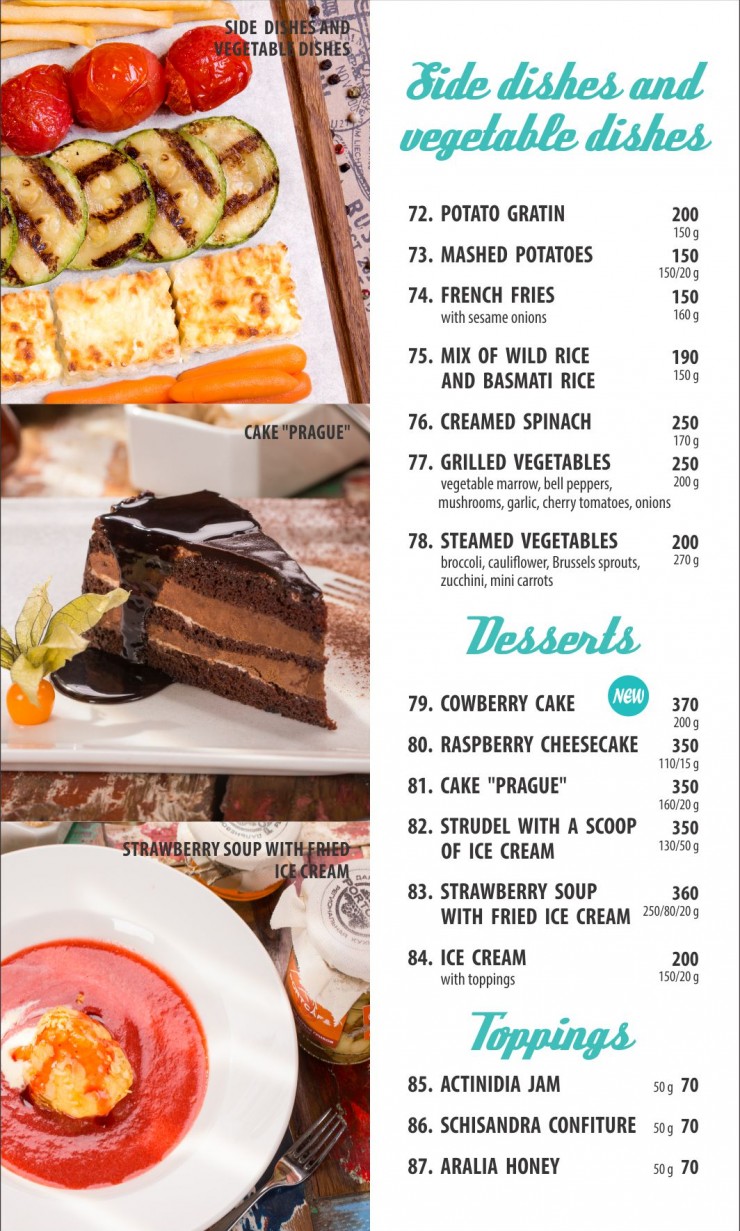 SIDE DISHES AND
VEGETABLE DISHES
CAKE "PRAGUE"
STRAWBERRY SOUP WITH FRIED
ICE CREAM
Side dishes and
vegetable dishes
72. POTATO GRATIN 200
150 g
73. MASHED POTATOES 150
150/20 g
74. FRENCH FRIES 150
with sesame onions 160 g
75. MIX OF WILD RICE 190
AND BASMATI RICE 150 g
76. CREAMED SPINACH 250
170 g
77. GRILLED VEGETABLES 250
vegetable marrow, bell peppers, 200 g
mushrooms, garlic, cherry tomatoes, onions
78. STEAMED VEGETABLES 200
broccoli, cauliflower, Brussels sprouts, 270 g
zucchini, mini carrots
Desserts
79. COWBERRY CAKE NEW 370
200 g
80. RASPBERRY CHEESECAKE 350
110/15 g
81. CAKE "PRAGUE" 350
160/20 g
82. STRUDEL WITH A SCOOP 350
OF ICE CREAM 130/50 g
83. STRAWBERRY SOUP 360
WITH FRIED ICE CREAM 250/80/20 g
84. ICE CREAM 200
with toppings 150/20 g
Toppings
85. ACTINIDIA JAM 50 g 70
86. SCHISANDRA CONFITURE 50 g 70
87. ARALIA HONEY 50 g 70